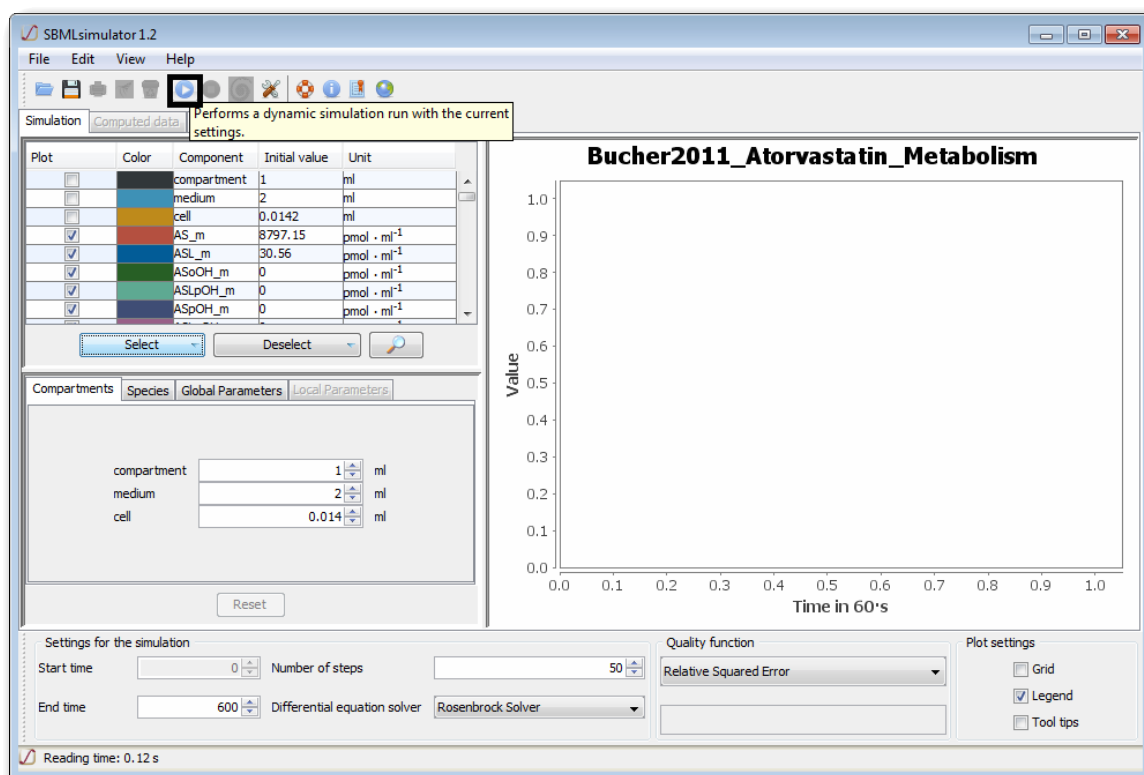 SBMLsimulator 1.2
File Edit View Help
Performs a dynamic simulation run with the current
settings.
Simulation Computed data
Plot Color Component Initial value Unit
compartment 1 ml
medium 2 ml
cell 0.0142 ml
AS_m 8797.15 pmol · ml⁻¹
ASL_m 30.56 pmol · ml⁻¹
ASoOH_m 0 pmol · ml⁻¹
ASLpOH_m 0 pmol · ml⁻¹
ASpOH_m 0 pmol · ml⁻¹
Select Deselect
Compartments Species Global Parameters Local Parameters
compartment 1 ml
medium 2 ml
cell 0.014 ml
Reset
Bucher2011_Atorvastatin_Metabolism
Value
1.0
0.9
0.8
0.7
0.6
0.5
0.4
0.3
0.2
0.1
0.0
0.0 0.1 0.2 0.3 0.4 0.5 0.6 0.7 0.8 0.9 1.0
Time in 60's
Settings for the simulation
Start time 0 Number of steps 50
End time 600 Differential equation solver Rosenbrock Solver
Quality function
Relative Squared Error
Plot settings
Grid
Legend
Tool tips
Reading time: 0.12 s